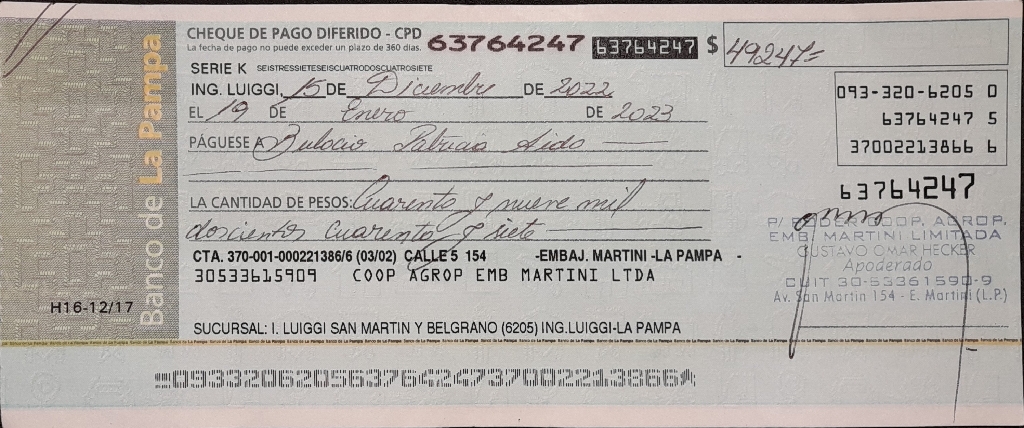 Banco de La Pampa
H16-12/17
CHEQUE DE PAGO DIFERIDO - CPD
La fecha de pago no puede exceder un plazo de 360 días.
63764247 63764247 $ 49247=
SERIE K SEISTRESSIETESEISCUATRODOSCUATROSIETE
ING. LUIGGI, 15 DE Diciembre DE 2022
EL 19 DE Enero DE 2023
PÁGUESE A Patricia
LA CANTIDAD DE PESOS: Cuarenta y nueve mil
doscientos cuarenta y siete
093-320-6205 0
63764247 5
37002213866 6
63764247
CTA. 370-001-000221386/6 (03/02) CALLE 5 154 -EMBAJ. MARTINI -LA PAMPA -
30533615909 COOP AGROP EMB MARTINI LTDA
P/ PODER COOP. AGROP.
EMB. MARTINI LIMITADA
GUSTAVO OMAR HECKER
Apoderado
CUIT 30-53361590-9
Av. San Martin 154 - E. Martini (L.P.)
SUCURSAL: I. LUIGGI SAN MARTIN Y BELGRANO (6205) ING.LUIGGI-LA PAMPA
09332062056376424737002213866